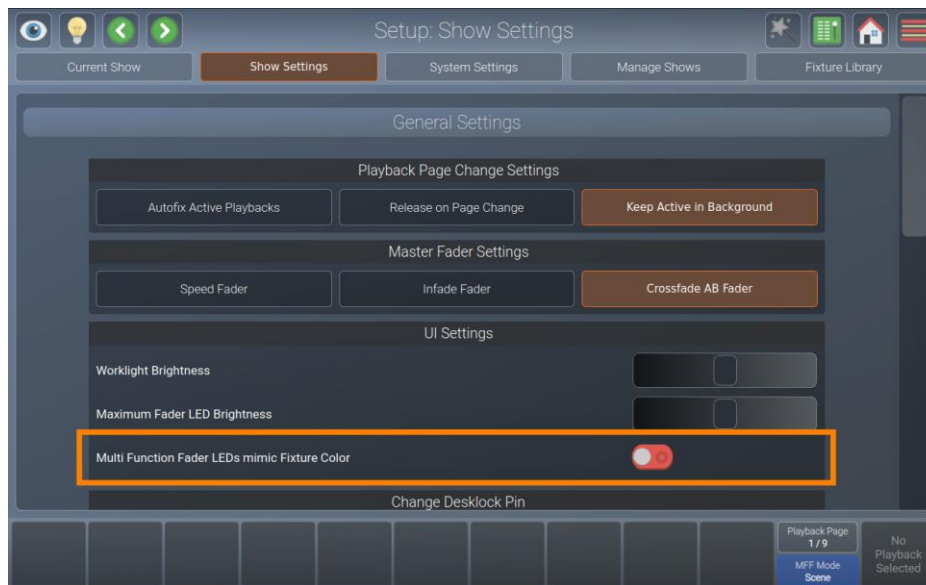 Setup: Show Settings
Current Show
Show Settings
System Settings
Manage Shows
Fixture Library
General Settings
Playback Page Change Settings
Autofix Active Playbacks
Release on Page Change
Keep Active in Background
Master Fader Settings
Speed Fader
Infade Fader
Crossfade AB Fader
UI Settings
Worklight Brightness
Maximum Fader LED Brightness
Multi Function Fader LEDs mimic Fixture Color
Change Desklock Pin
Playback Page
1/9
MFF Mode
Scene
No
Playback
Selected